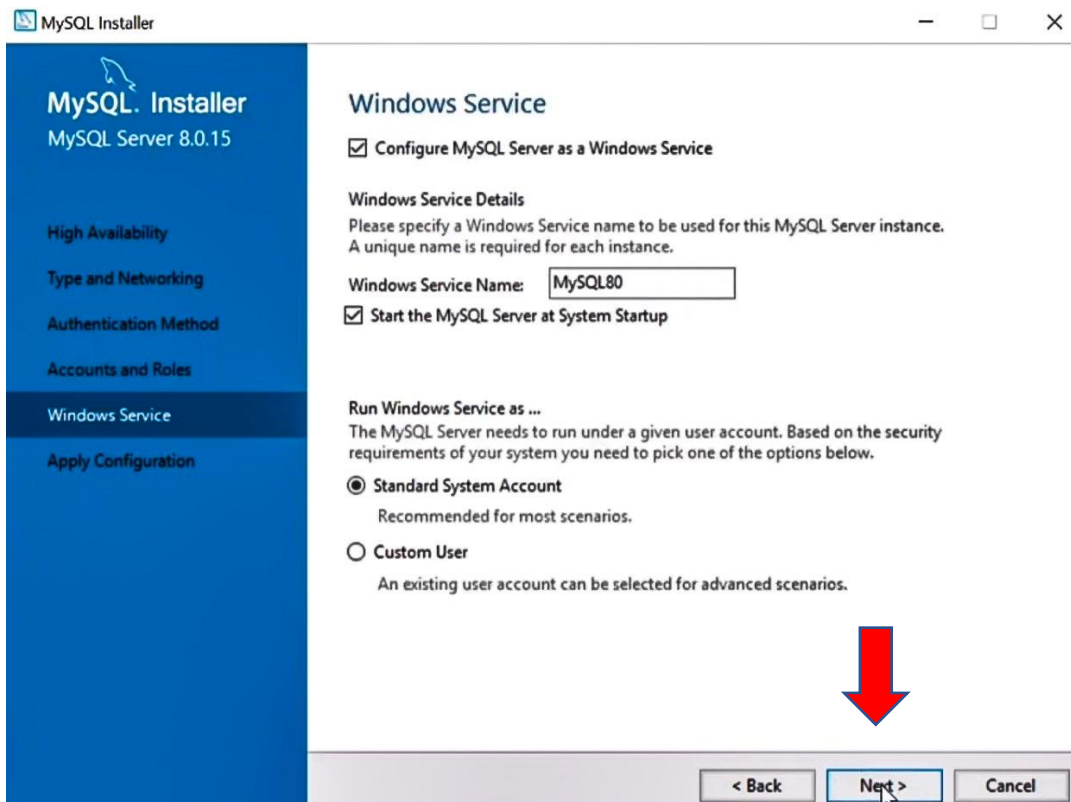 MySQL Installer
MySQL. Installer
MySQL Server 8.0.15
High Availability
Type and Networking
Authentication Method
Accounts and Roles
Windows Service
Apply Configuration
Windows Service
Configure MySQL Server as a Windows Service
Windows Service Details
Please specify a Windows Service name to be used for this MySQL Server instance.
A unique name is required for each instance.
Windows Service Name: MySQL80
Start the MySQL Server at System Startup
Run Windows Service as ...
The MySQL Server needs to run under a given user account. Based on the security
requirements of your system you need to pick one of the options below.
Standard System Account
Recommended for most scenarios.
Custom User
An existing user account can be selected for advanced scenarios.
< Back Next > Cancel